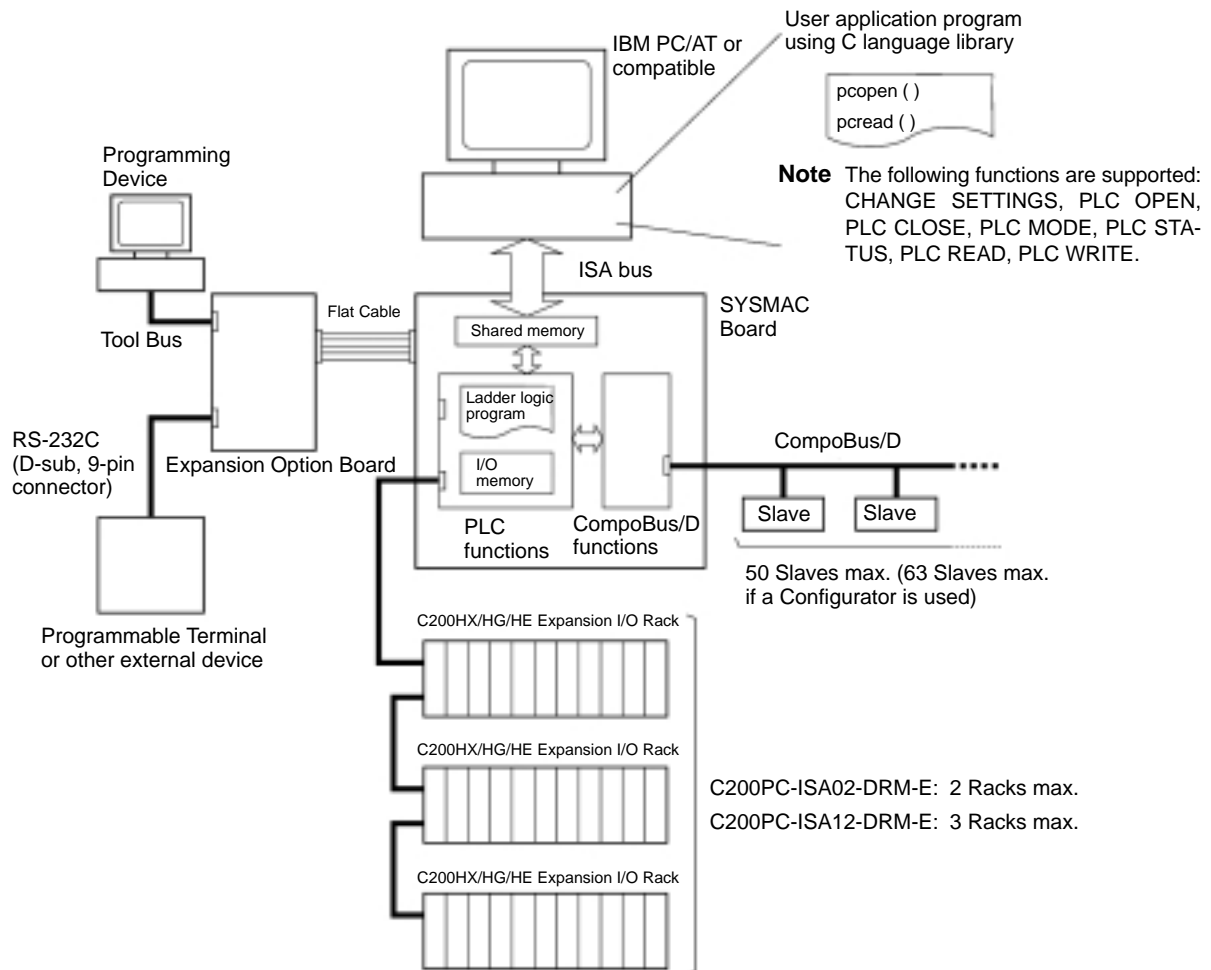 User application program
using C language library
IBM PC/AT or
compatible
pcopen ( )
pcread ( )
Note The following functions are supported:
CHANGE SETTINGS, PLC OPEN,
PLC CLOSE, PLC MODE, PLC STA-
TUS, PLC READ, PLC WRITE.
Programming
Device
ISA bus
SYSMAC
Board
Flat Cable
Shared memory
Tool Bus
Ladder logic
program
RS-232C
(D-sub, 9-pin
connector)
Expansion Option Board
I/O
memory
CompoBus/D
Slave
Slave
PLC
functions
CompoBus/D
functions
50 Slaves max. (63 Slaves max.
if a Configurator is used)
Programmable Terminal
or other external device
C200HX/HG/HE Expansion I/O Rack
C200HX/HG/HE Expansion I/O Rack
C200PC-ISA02-DRM-E: 2 Racks max.
C200PC-ISA12-DRM-E: 3 Racks max.
C200HX/HG/HE Expansion I/O Rack